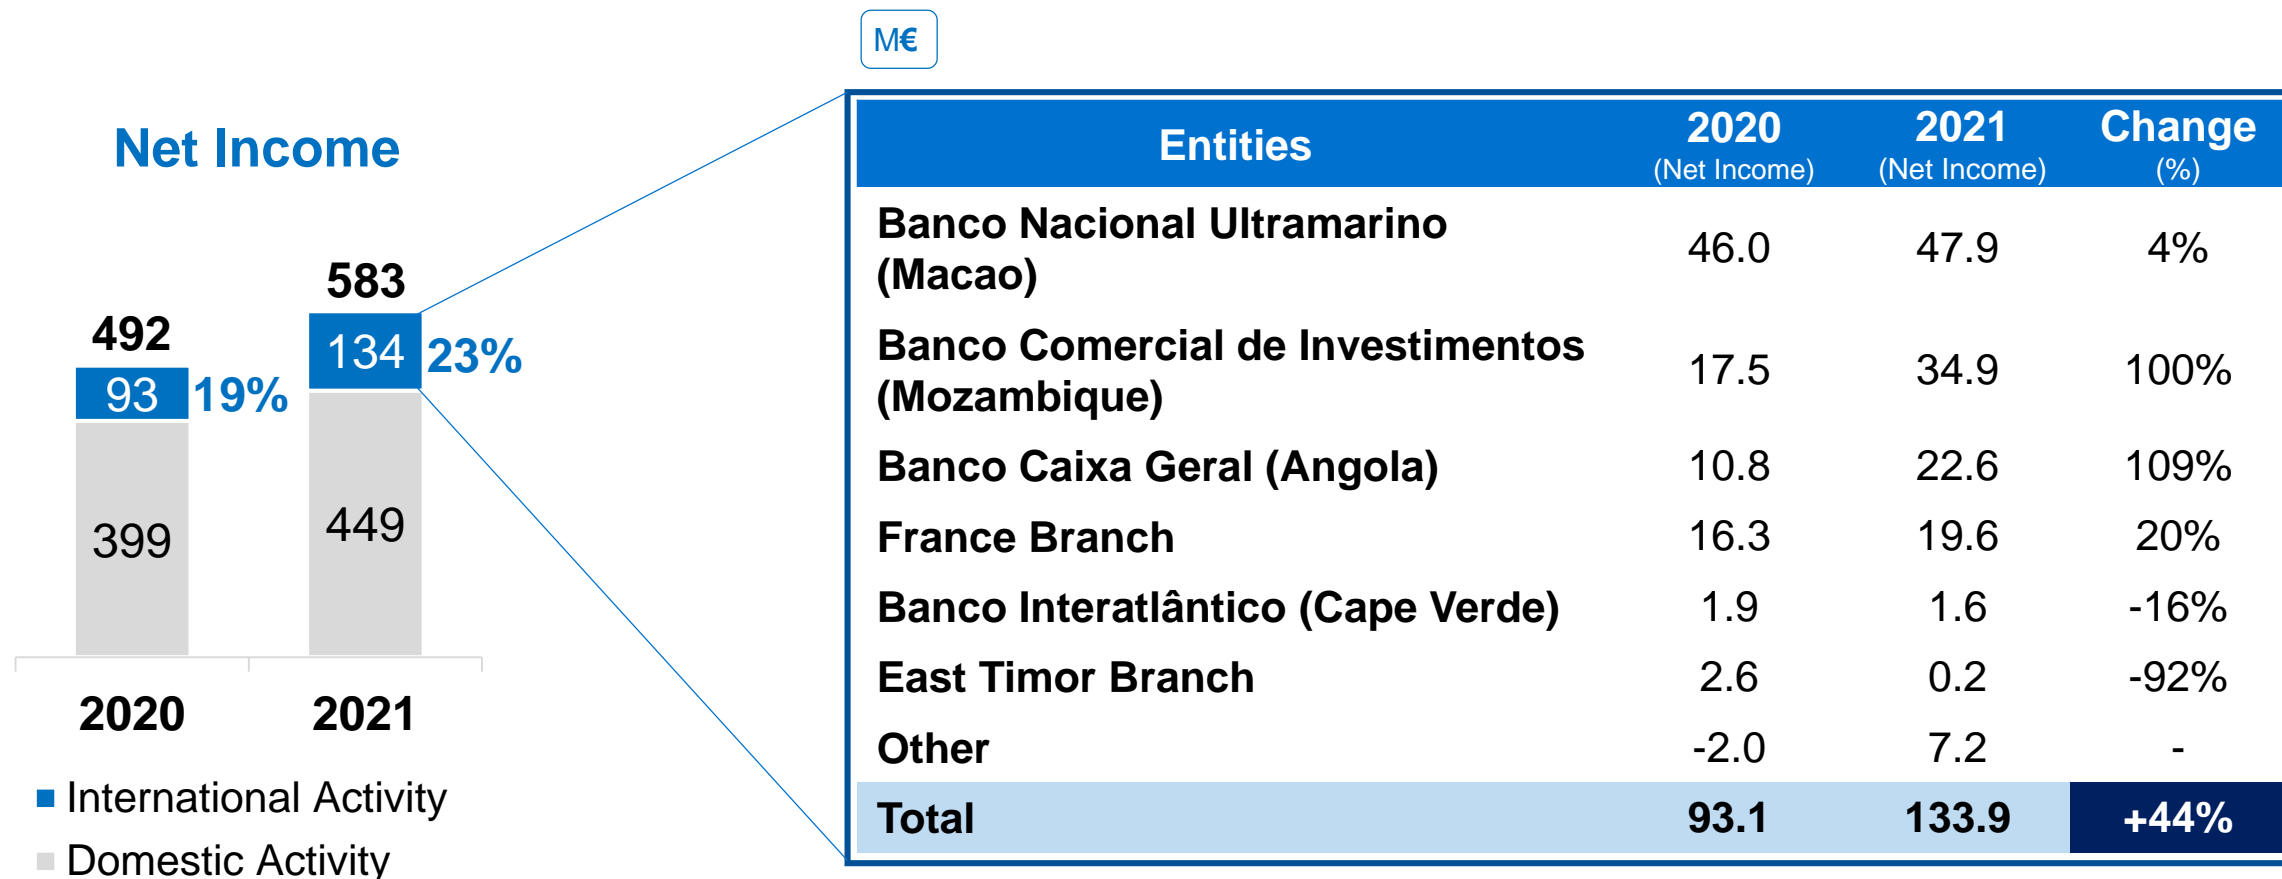 M€
Net Income
492
93
19%
399
583
134
23%
449
2020
2021
International Activity
Domestic Activity
Entities 2020 2021 Change
(Net Income) (Net Income) (%)
Banco Nacional Ultramarino
(Macao) 46.0 47.9 4%
Banco Comercial de Investimentos
(Mozambique) 17.5 34.9 100%
Banco Caixa Geral (Angola) 10.8 22.6 109%
France Branch 16.3 19.6 20%
Banco Interatlântico (Cape Verde) 1.9 1.6 -16%
East Timor Branch 2.6 0.2 -92%
Other -2.0 7.2 -
Total 93.1 133.9 +44%